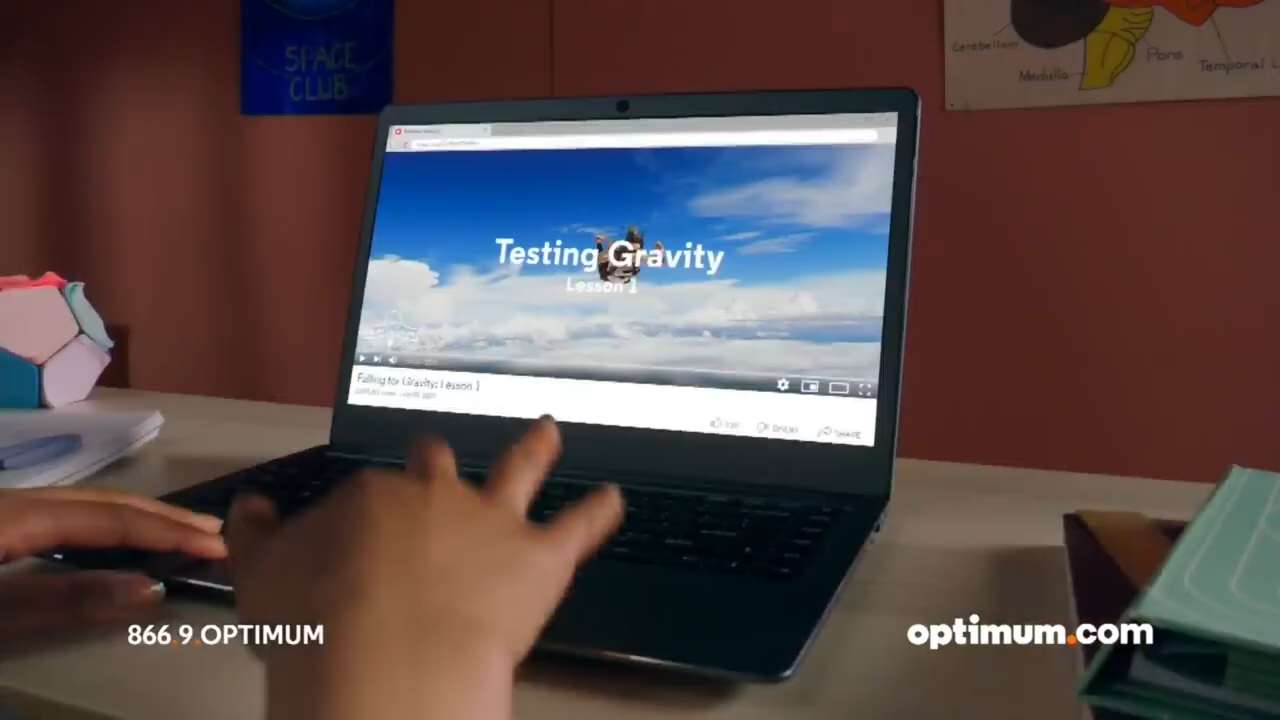 SPACE
CLUB
Cerebellum
Medulla
Pons
Temporal
Testing Gravity
Lesson 1
Falling for Gravity: Lesson 1
SHARE
866.9.OPTIMUM
optimum.com